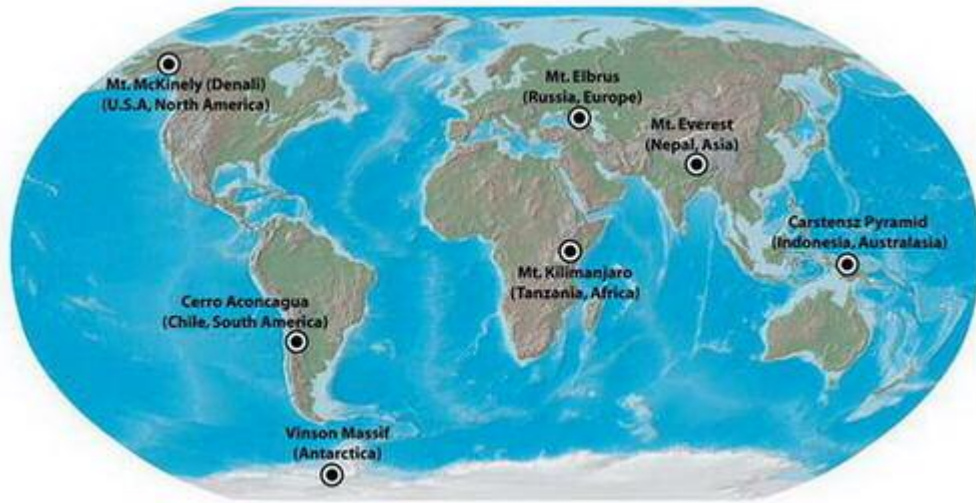 Mt. McKinely (Denali)
(U.S.A, North America)
Mt. Elbrus
(Russia, Europe)
Mt. Everest
(Nepal, Asia)
Carstensz Pyramid
(Indonesia, Australasia)
Mt. Kilimanjaro
(Tanzania, Africa)
Cerro Aconcagua
(Chile, South America)
Vinson Massif
(Antarctica)